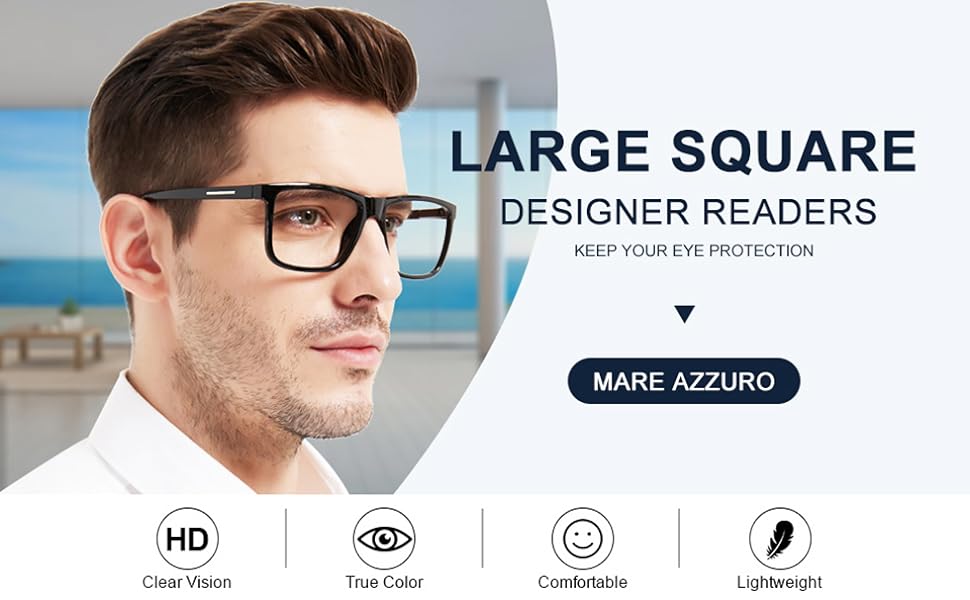 LARGE SQUARE
DESIGNER READERS
KEEP YOUR EYE PROTECTION
MARE AZZURO
HD
Clear Vision
True Color
Comfortable
Lightweight